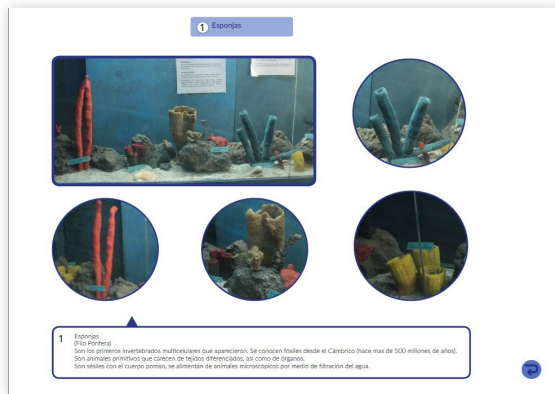 1 Esponjas
1 Esponjas
(Filo Porífera)
Son los primeros invertebrados multicelulares que aparecieron. Se conocen fósiles desde el Cámbrico (hace mas de 500 millones de años).
Son animales primitivos que carecen de tejidos diferenciados, así como de órganos.
Son sésiles con el cuerpo poroso, se alimentan de animales microscópicos por medio de filtración del agua.